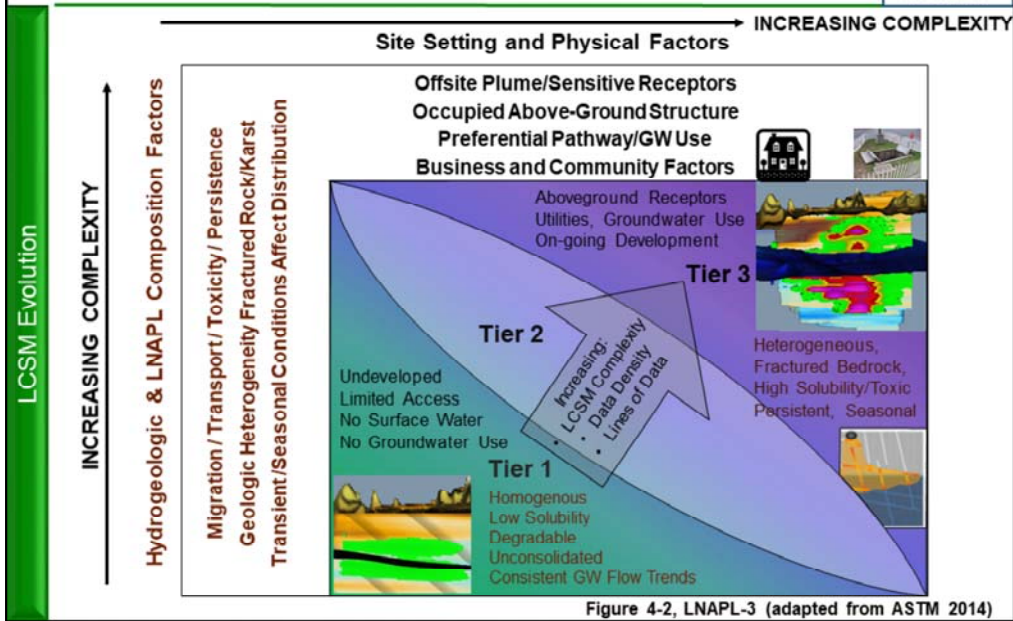 INCREASING COMPLEXITY
Site Setting and Physical Factors
LCSM Evolution
INCREASING COMPLEXITY
Hydrogeologic & LNAPL Composition Factors
Migration / Transport / Toxicity / Persistence
Geologic Heterogeneity Fractured Rock/Karst
Transient/Seasonal Conditions Affect Distribution
Offsite Plume/Sensitive Receptors
Occupied Above-Ground Structure
Preferential Pathway/GW Use
Business and Community Factors
Aboveground Receptors
Utilities, Groundwater Use
On-going Development
Tier 3
Tier 2
Increasing:
• LCSM Complexity
• Data Density
• Lines of Data
Heterogeneous,
Fractured Bedrock,
High Solubility/Toxic
Persistent, Seasonal
Undeveloped
Limited Access
No Surface Water
No Groundwater Use
Tier 1
Homogenous
Low Solubility
Degradable
Unconsolidated
Consistent GW Flow Trends
Figure 4-2, LNAPL-3 (adapted from ASTM 2014)